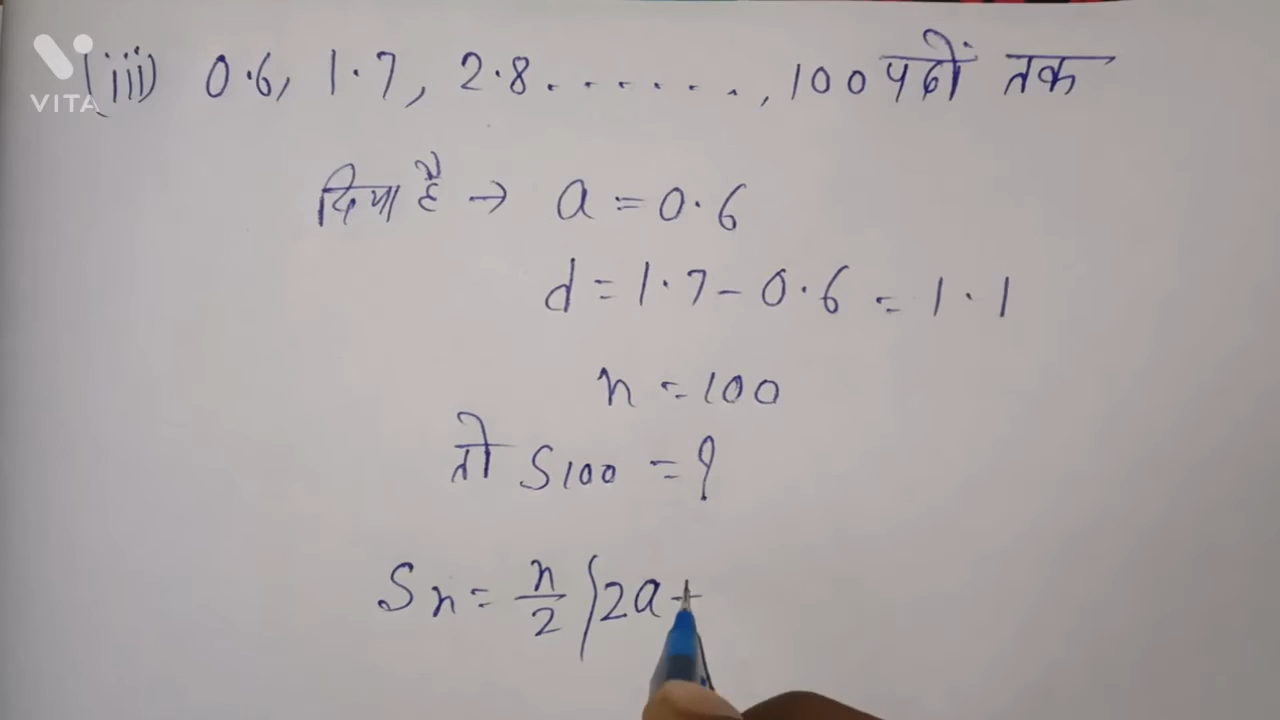 VITA
(iii) 0.6, 1.7, 2.8........, 100 पदों तक
दिया है → a = 0.6
d = 1.7 - 0.6 = 1.1
n = 100
तो S100 = ?
Sn = n/2 [2a +